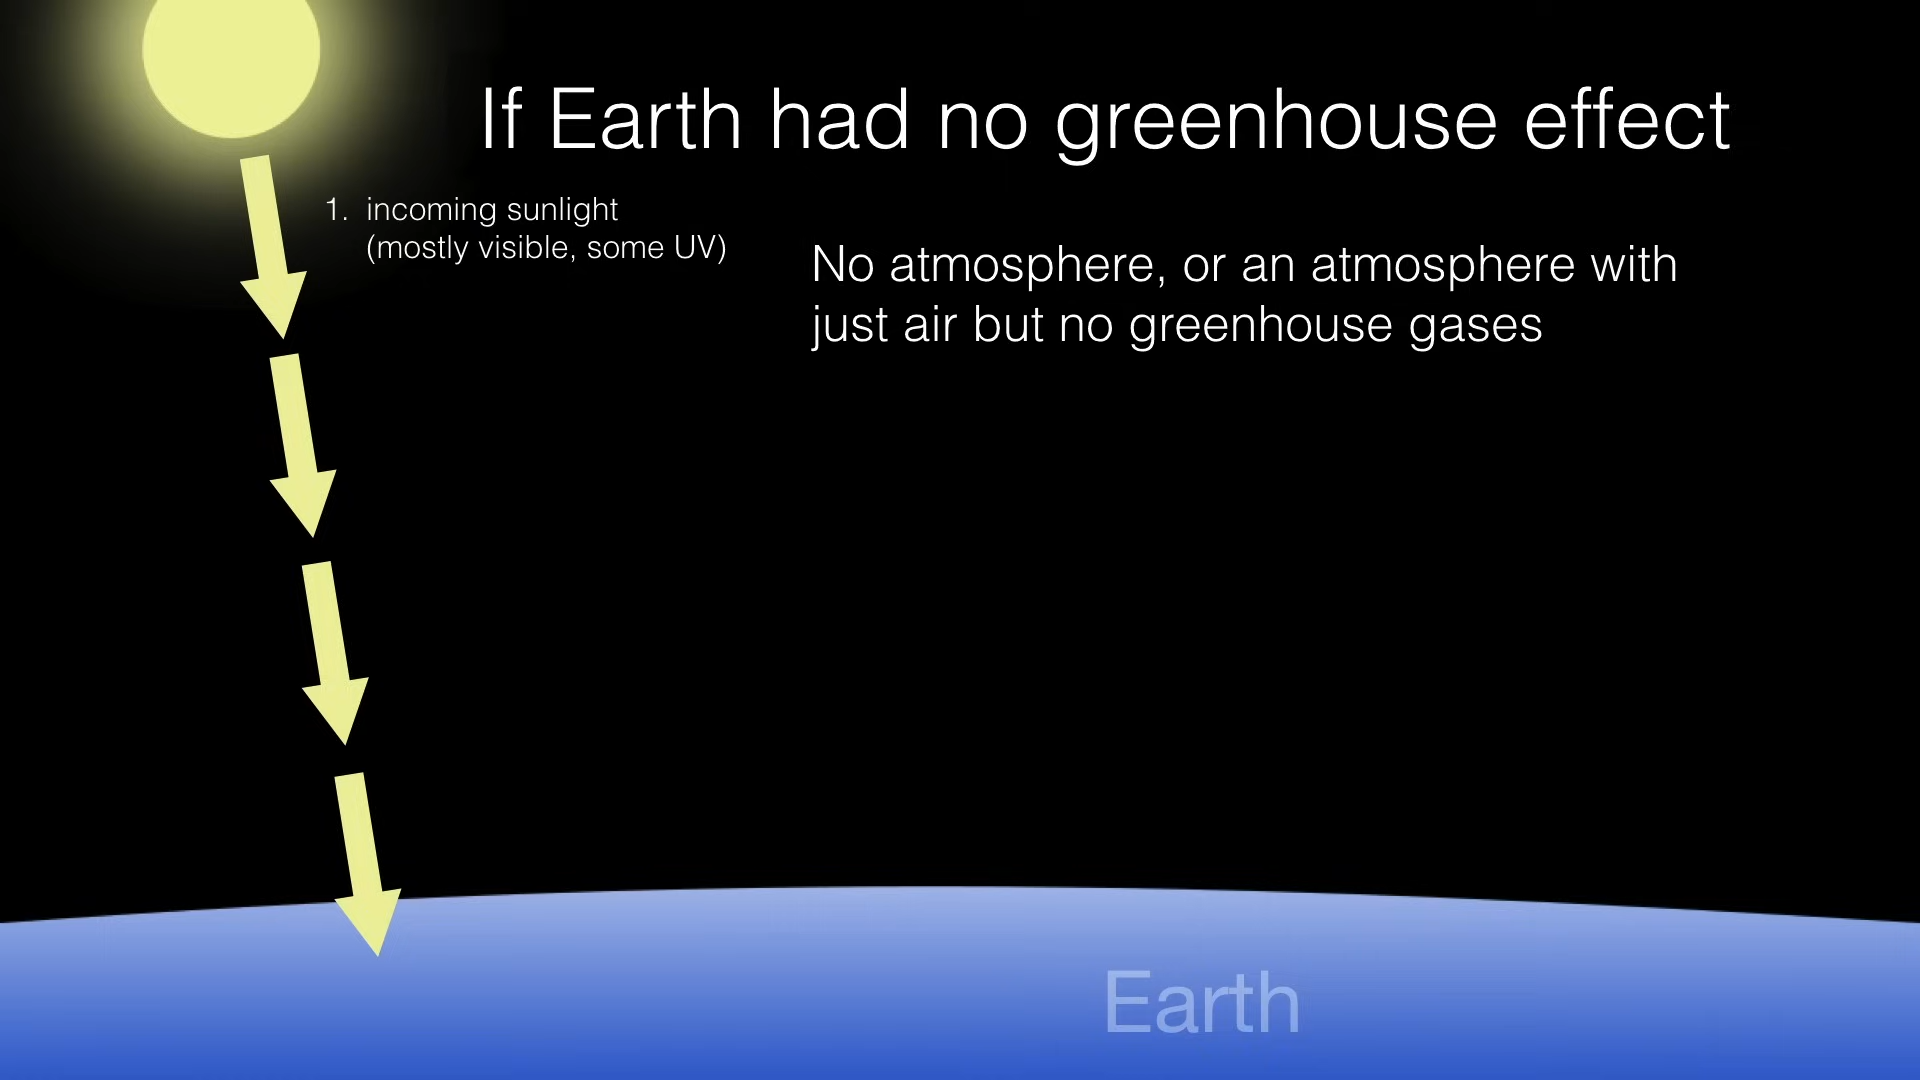 If Earth had no greenhouse effect
1. incoming sunlight
(mostly visible, some UV)
No atmosphere, or an atmosphere with
just air but no greenhouse gases
Earth